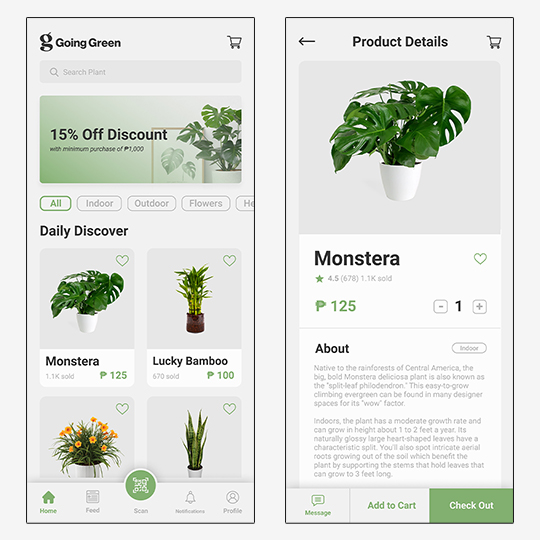 Going Green
Search Plant
15% Off Discount
with minimum purchase of ₱1,000
All
Indoor
Outdoor
Flowers
He
Daily Discover
Monstera
1.1K sold
₱ 125
Lucky Bamboo
670 sold
₱ 100
Home
Feed
Scan
Notifications
Profile
Product Details
Monstera
4.5 (678) 1.1K sold
₱ 125
- 1 +
About
Indoor
Native to the rainforests of Central America, the
big, bold Monstera deliciosa plant is also known as
the "split-leaf philodendron." This easy-to-grow
climbing evergreen can be found in many designer
spaces for its "wow" factor.
Indoors, the plant has a moderate growth rate and
can grow in height about 1 to 2 feet a year. Its
naturally glossy large heart-shaped leaves have a
characteristic split. You'll also spot intricate aerial
roots growing out of the soil which benefit the
plant by supporting the stems that hold leaves that
can grow to 3 feet long.
Message
Add to Cart
Check Out